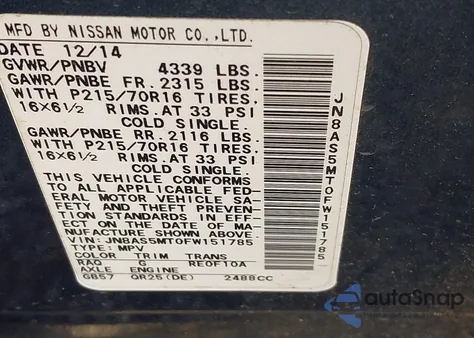 MFD BY NISSAN MOTOR CO.,LTD.
DATE 12/14
GVWR/PNBV 4339 LBS.
GAWR/PNBE FR. 2315 LBS.
WITH P215/70R16 TIRES,
16X6½ RIMS.AT 33 PSI
COLD SINGLE.
GAWR/PNBE RR. 2116 LBS.
WITH P215/70R16 TIRES,
16X6½ RIMS.AT 33 PSI
COLD SINGLE.
THIS VEHICLE CONFORMS
TO ALL APPLICABLE FED-
ERAL MOTOR VEHICLE SA-
FETY AND THEFT PREVEN-
TION STANDARDS IN EFF-
ECT ON THE DATE OF MA-
VIN:JN8AS5MT0FW151785
TYPE:MPV
COLOR TRIM TRANS
RAQ G RE0F10A
AXLE ENGINE
GB57 QR25(DE) 2488CC
JN8AS5MT0FW151785
autoSnap